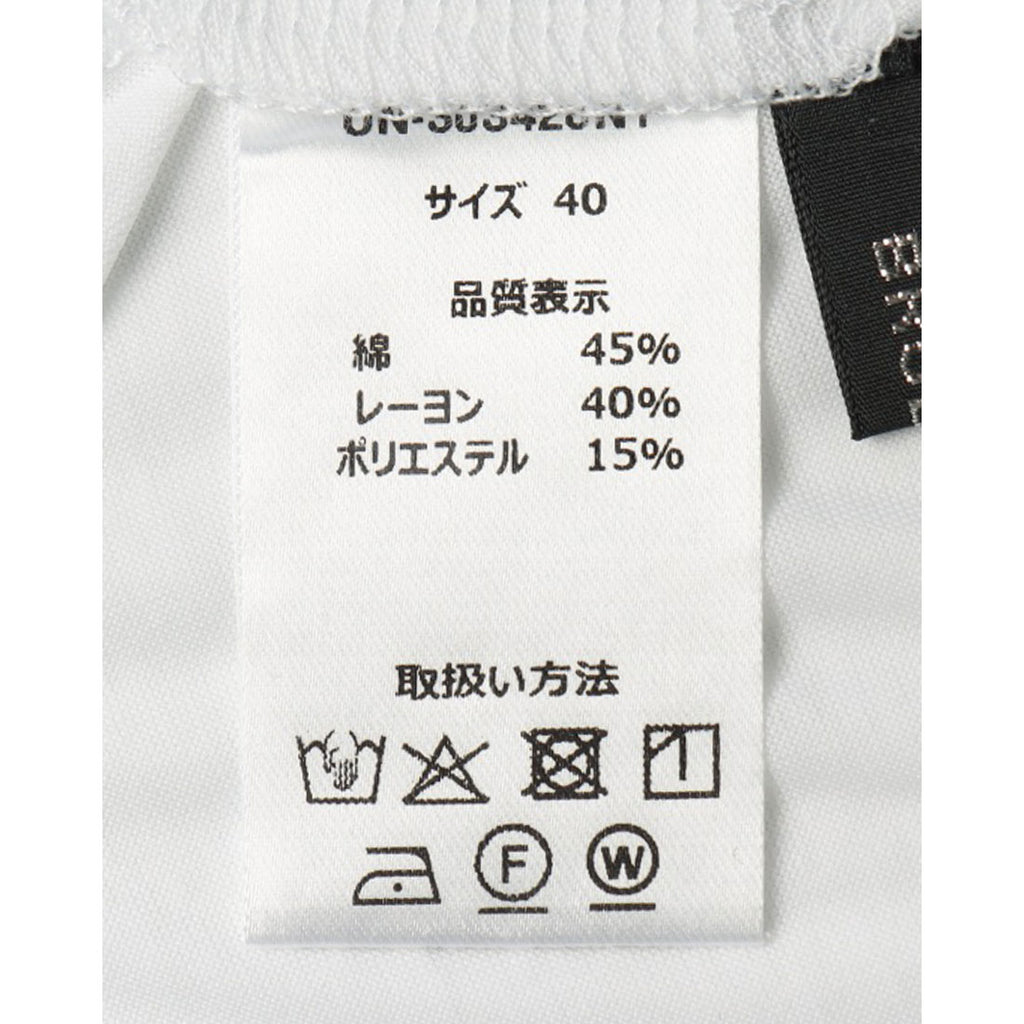 サイズ 40
品質表示
綿 45%
レーヨン 40%
ポリエステル 15%
取扱い方法
F W